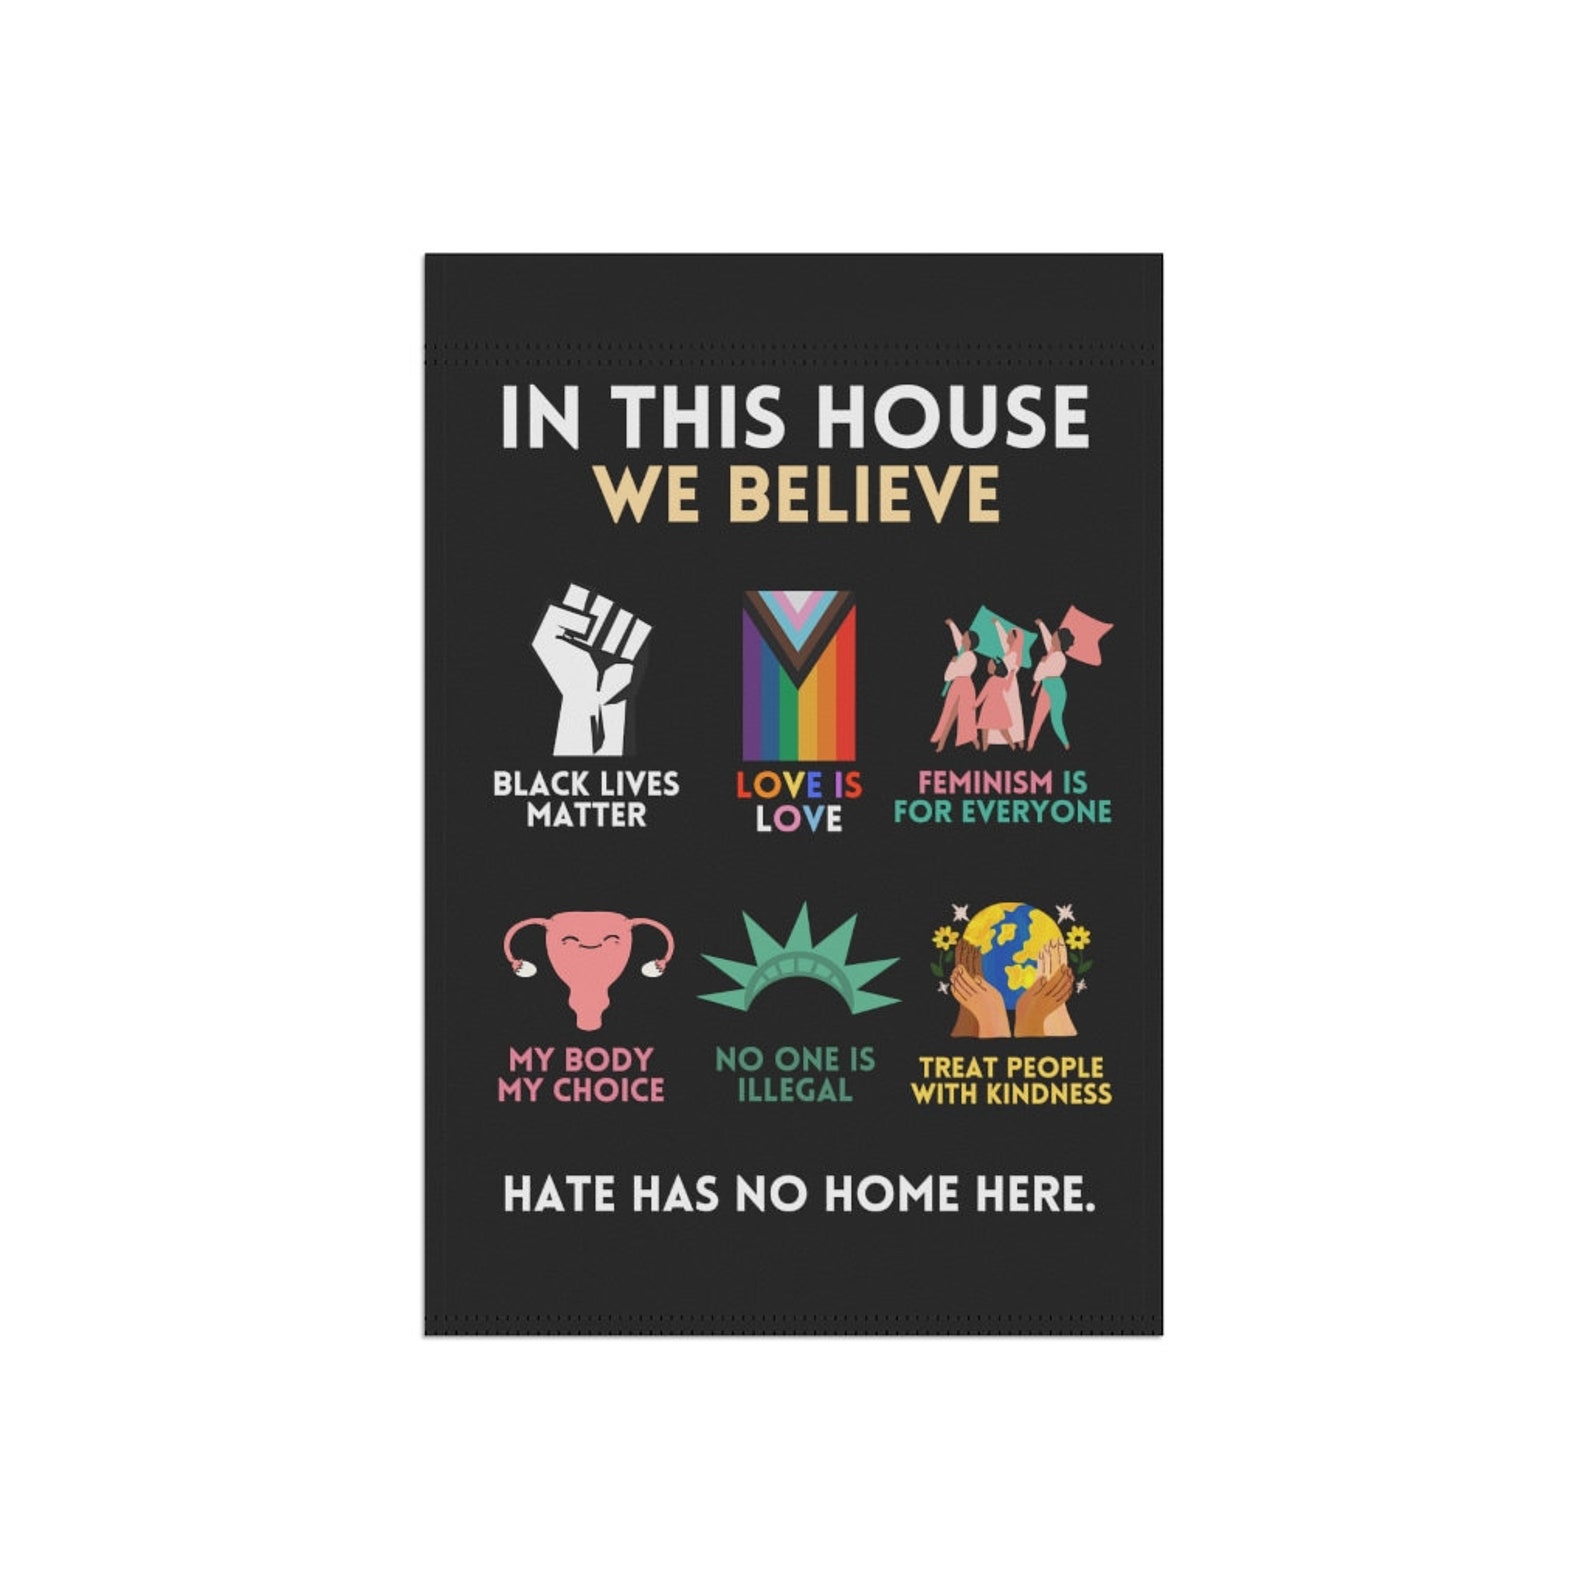 IN THIS HOUSE
WE BELIEVE
BLACK LIVES
MATTER
LOVE IS
LOVE
FEMINISM IS
FOR EVERYONE
MY BODY
MY CHOICE
NO ONE IS
ILLEGAL
TREAT PEOPLE
WITH KINDNESS
HATE HAS NO HOME HERE.